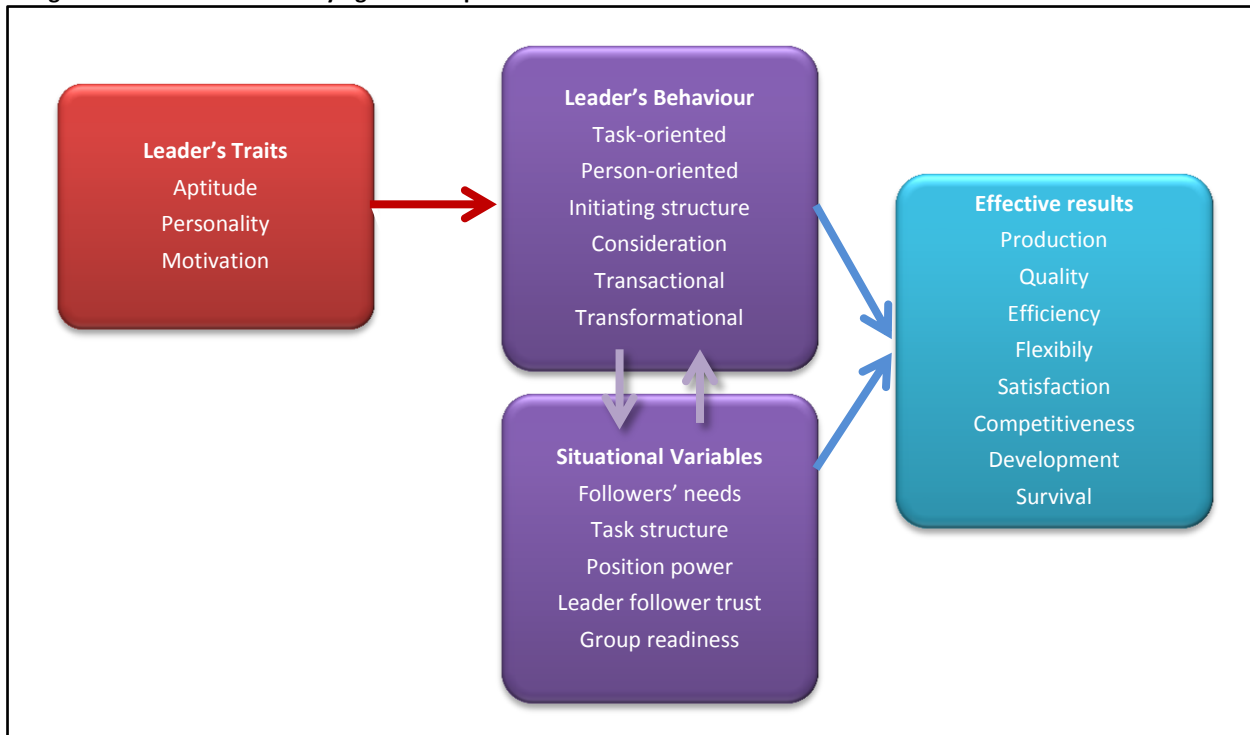 Leader’s Traits
Aptitude
Personality
Motivation
Leader’s Behaviour
Task-oriented
Person-oriented
Initiating structure
Consideration
Transactional
Transformational
Situational Variables
Followers’ needs
Task structure
Position power
Leader follower trust
Group readiness
Effective results
Production
Quality
Efficiency
Flexibily
Satisfaction
Competitiveness
Development
Survival